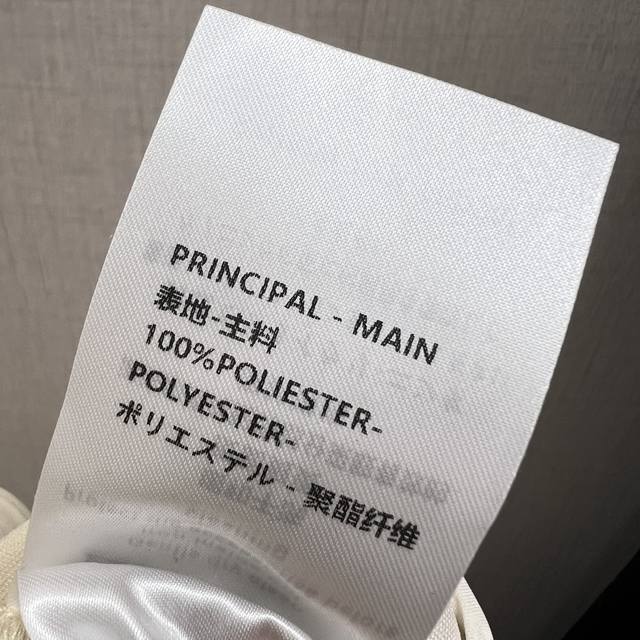 PRINCIPAL - MAIN
表地-主料
100%POLIESTER-
POLYESTER-
ポリエステル - 聚酯纤维